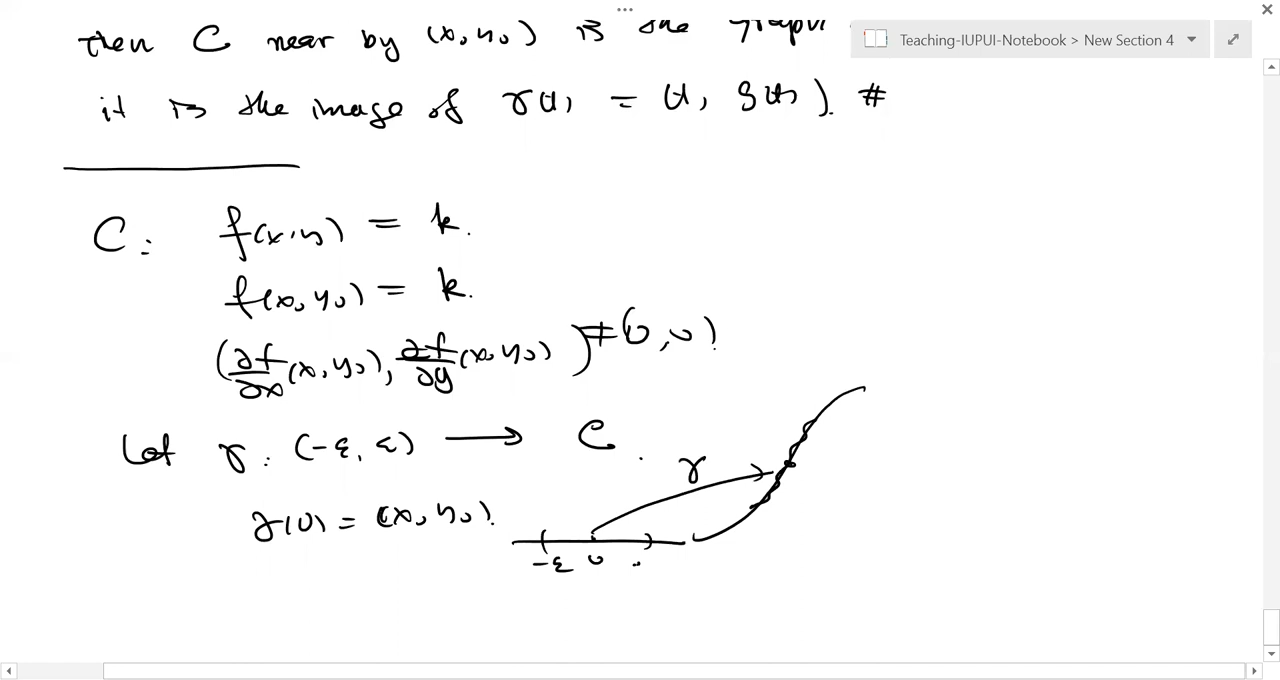 Teaching-IUPUI-Notebook > New Section 4
then C near by (x₀, y₀) is the graph
it is the image of γ(t) = (t, g(t)). #
C: f(x, y) = k.
f(x₀, y₀) = k.
(∂f/∂x (x₀, y₀), ∂f/∂y (x₀, y₀)) ≠ (0, 0)
Let γ: (-ε, ε) ⟶ C.
γ
γ(0) = (x₀, y₀).
-ε 0